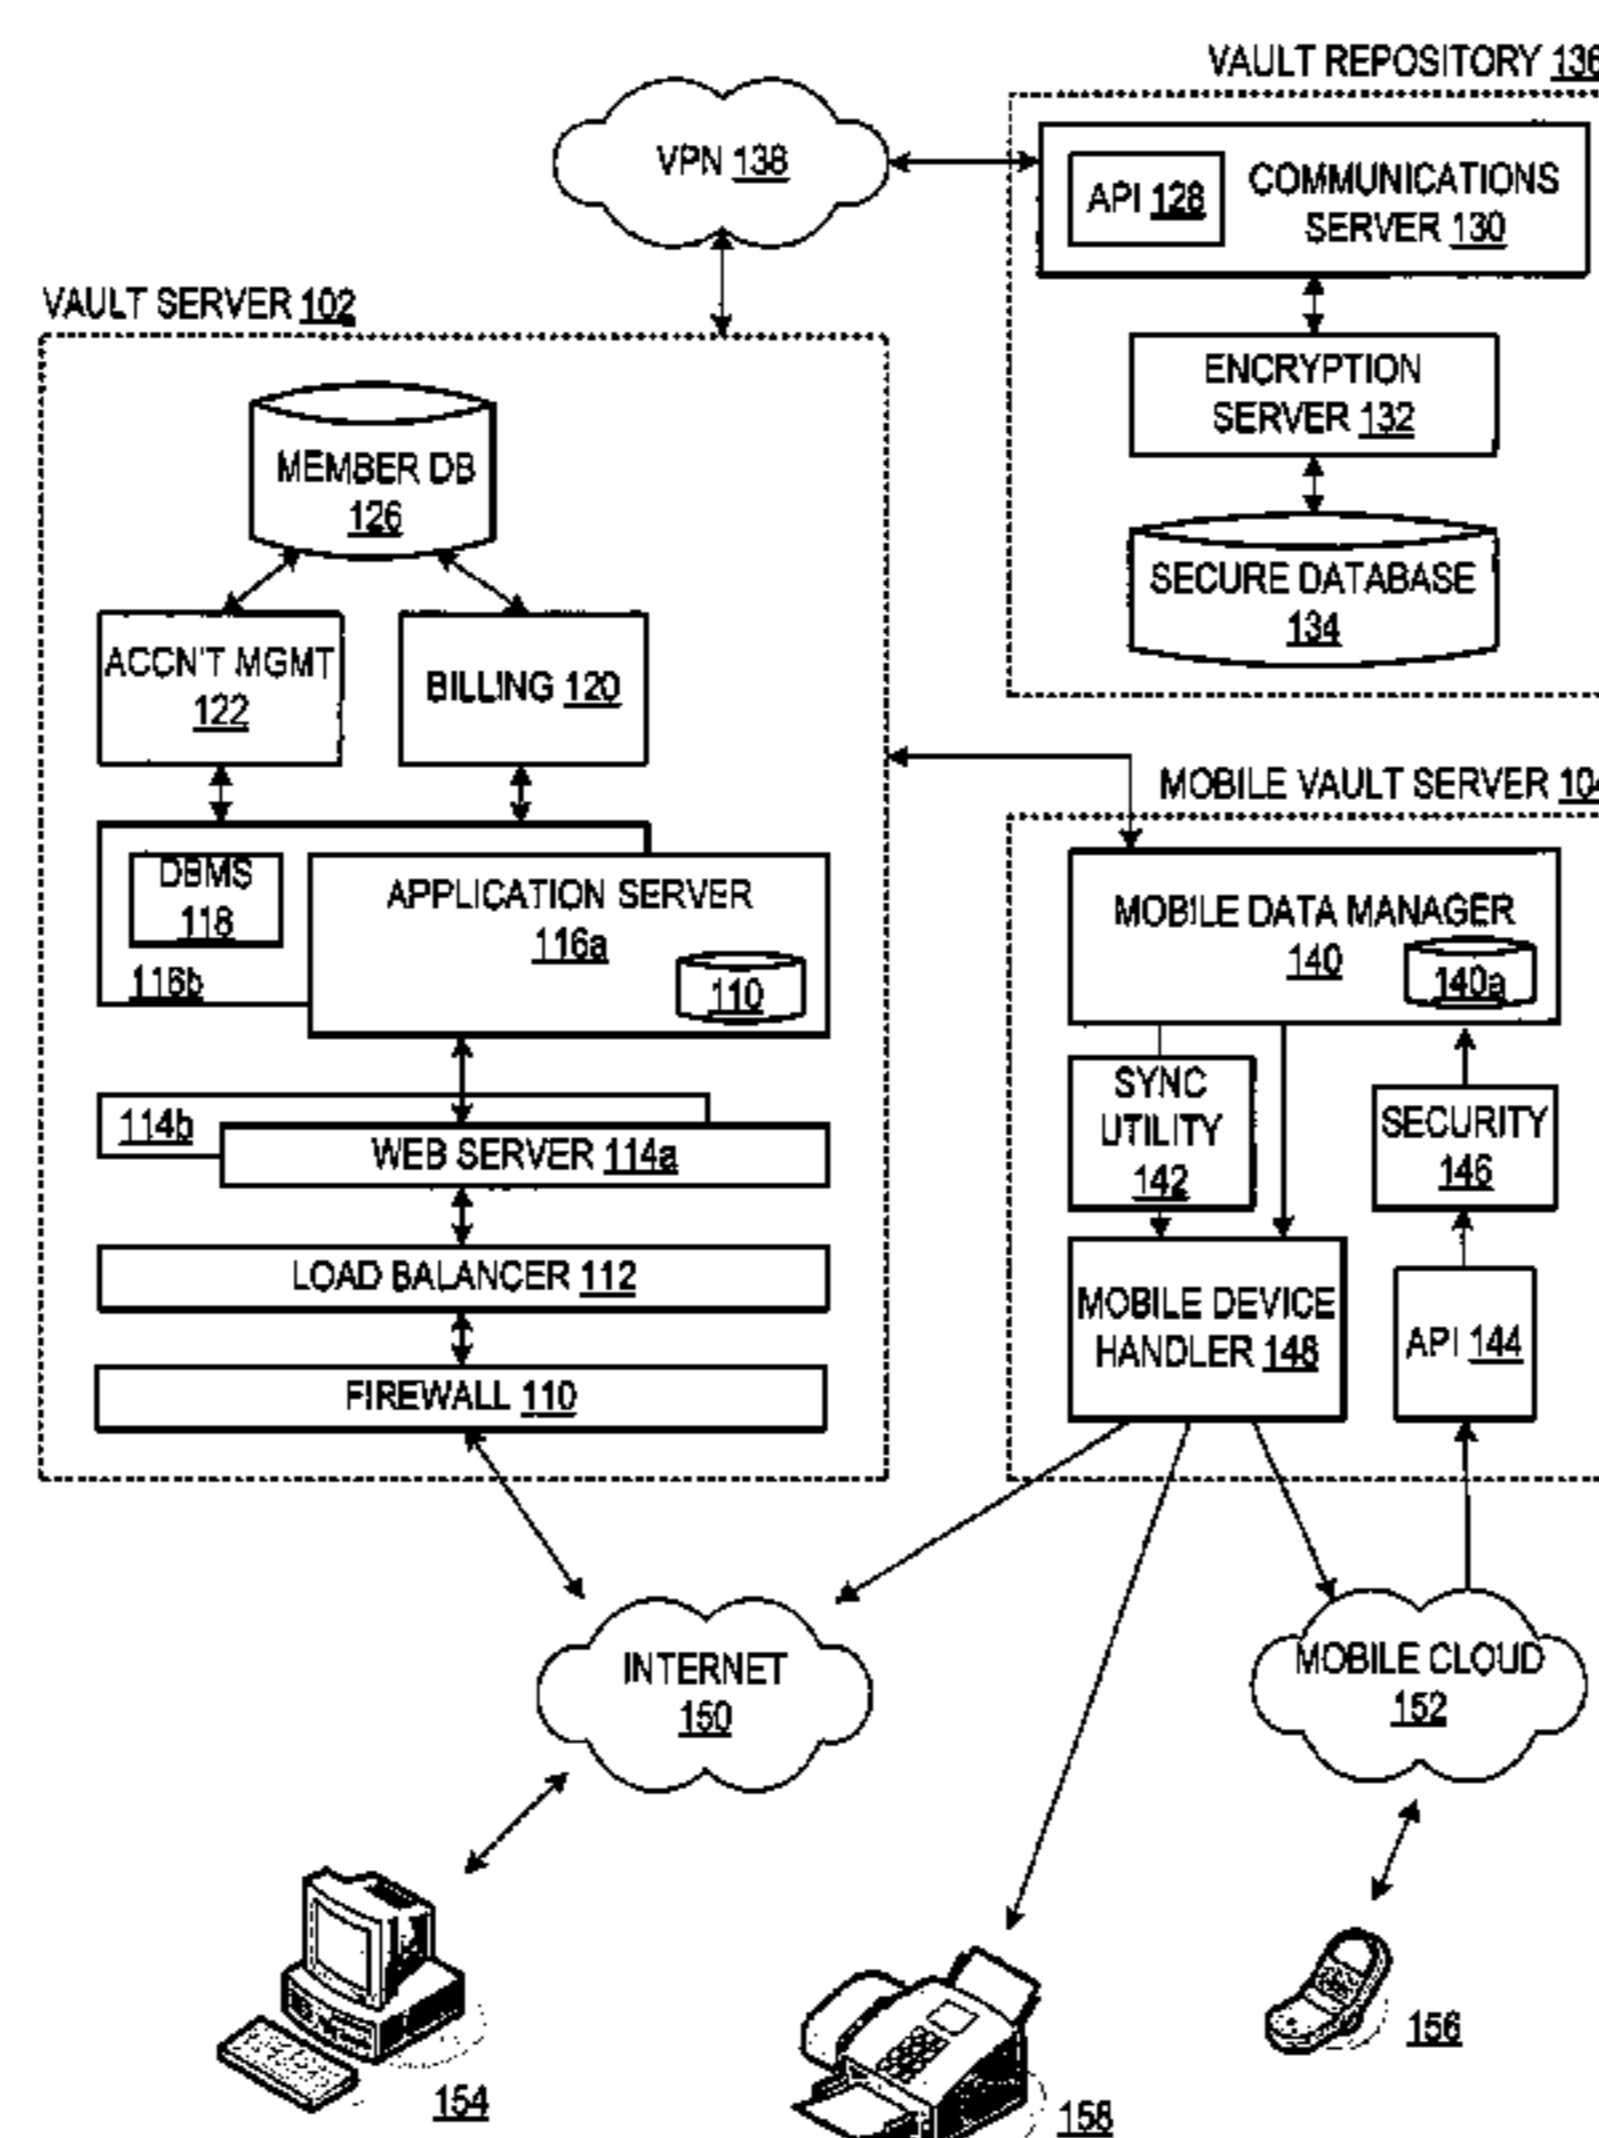 VAULT REPOSITORY 136
VPN 138
API 128
COMMUNICATIONS
SERVER 130
VAULT SERVER 102
ENCRYPTION
SERVER 132
MEMBER DB
126
SECURE DATABASE
134
ACCN'T MGMT
122
BILLING 120
MOBILE VAULT SERVER 104
DBMS
118
116b
APPLICATION SERVER
116a
110
MOBILE DATA MANAGER
140
140a
SYNC
UTILITY
142
SECURITY
146
114b
WEB SERVER 114a
LOAD BALANCER 112
MOBILE DEVICE
HANDLER 148
API 144
FIREWALL 110
INTERNET
150
MOBILE CLOUD
152
154
158
156